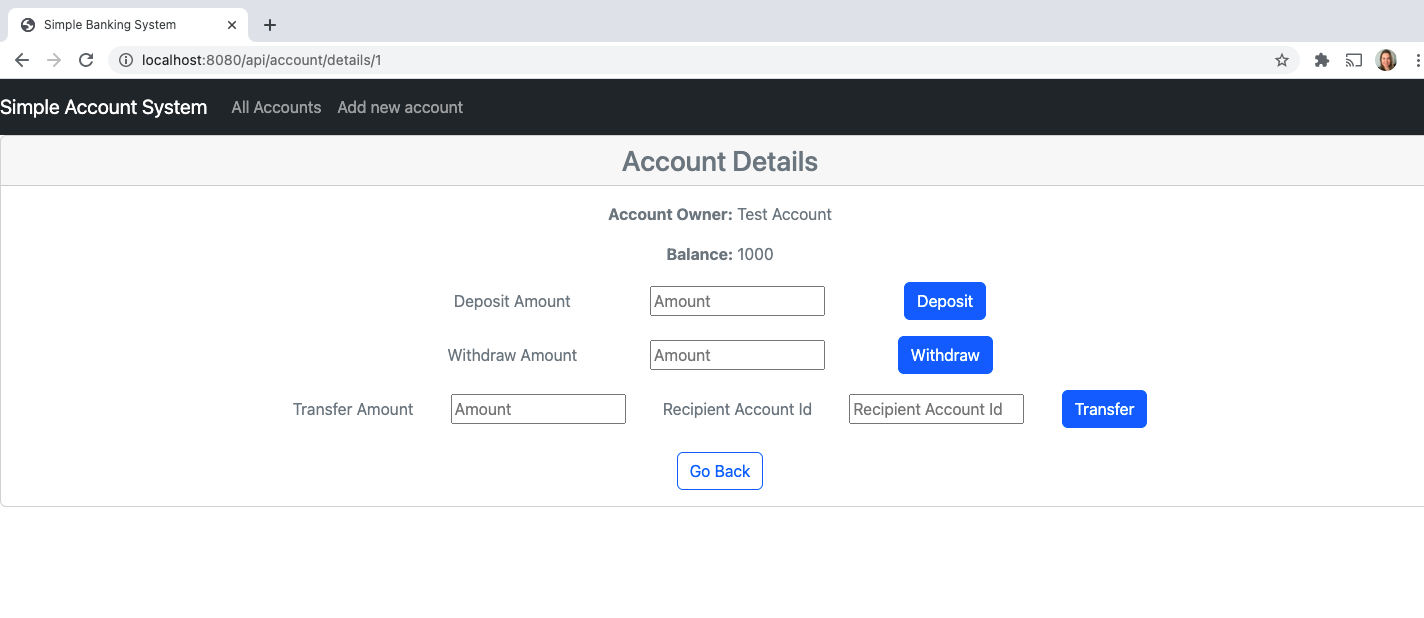 Simple Banking System
localhost:8080/api/account/details/1
Simple Account System All Accounts Add new account
Account Details
Account Owner: Test Account
Balance: 1000
Deposit Amount Amount Deposit
Withdraw Amount Amount Withdraw
Transfer Amount Amount Recipient Account Id Recipient Account Id Transfer
Go Back